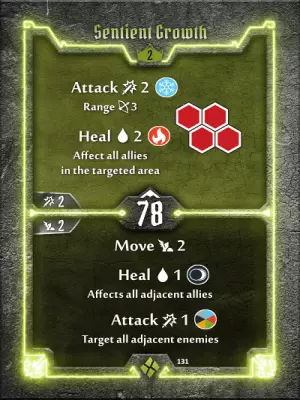 Sentient Growth
2
Attack 2
Range 3
Heal 2
Affect all allies
in the targeted area
2
78
2
Move 2
Heal 1
Affects all adjacent allies
Attack 1
Target all adjacent enemies
131